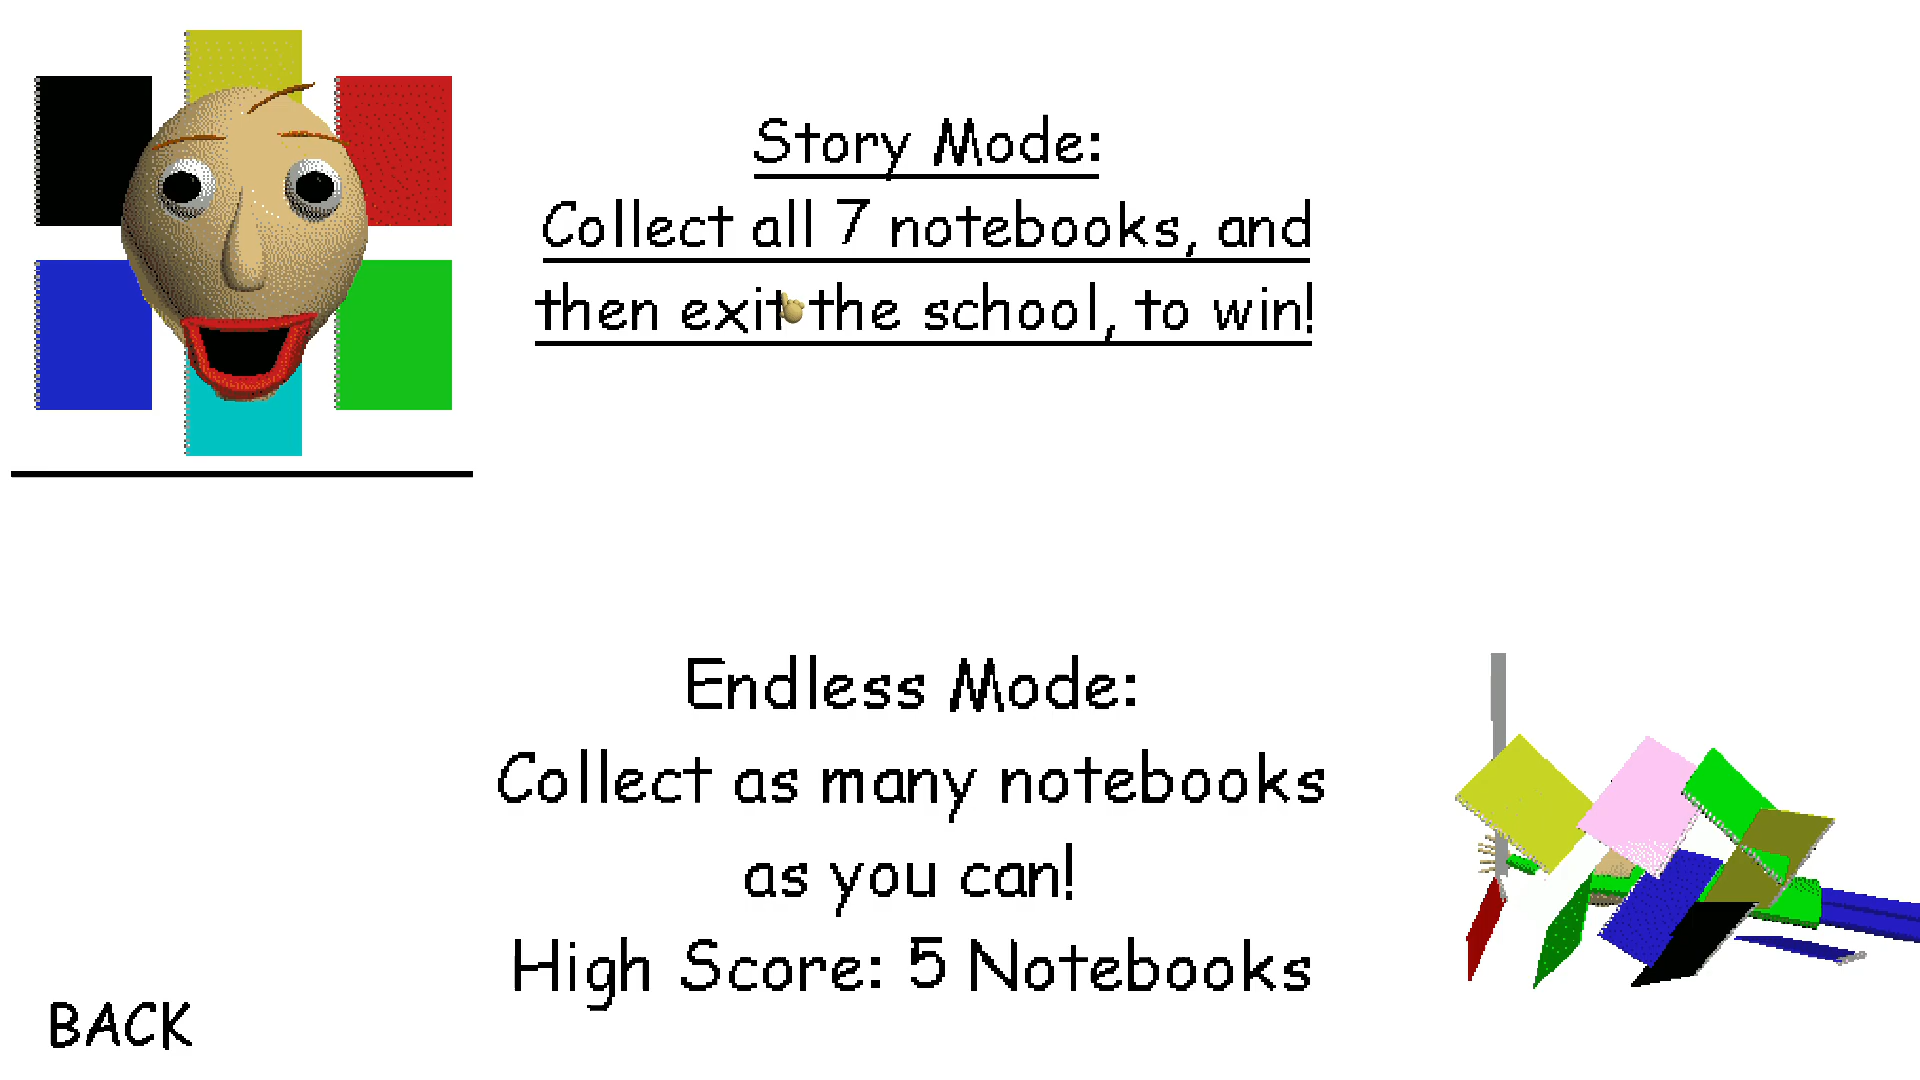 Story Mode:
Collect all 7 notebooks, and
then exit the school, to win!
Endless Mode:
Collect as many notebooks
as you can!
High Score: 5 Notebooks
BACK